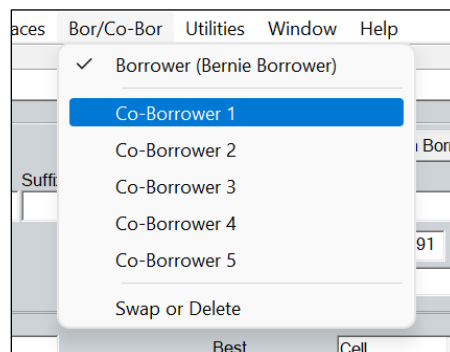 aces Bor/Co-Bor Utilities Window Help
✓ Borrower (Bernie Borrower)
Co-Borrower 1
Co-Borrower 2
Bor
Co-Borrower 3
Suffi
Co-Borrower 4
Co-Borrower 5
91
Swap or Delete
Best Cell